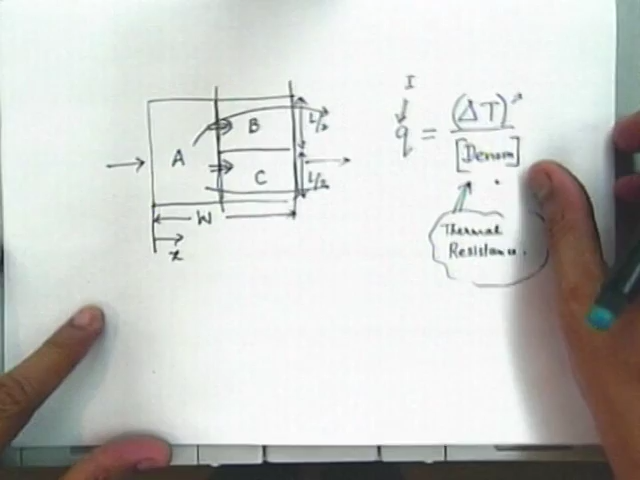 A
B
C
L/2
L/2
W
x
I
q = (ΔT) / [Denom]
Thermal
Resistance.